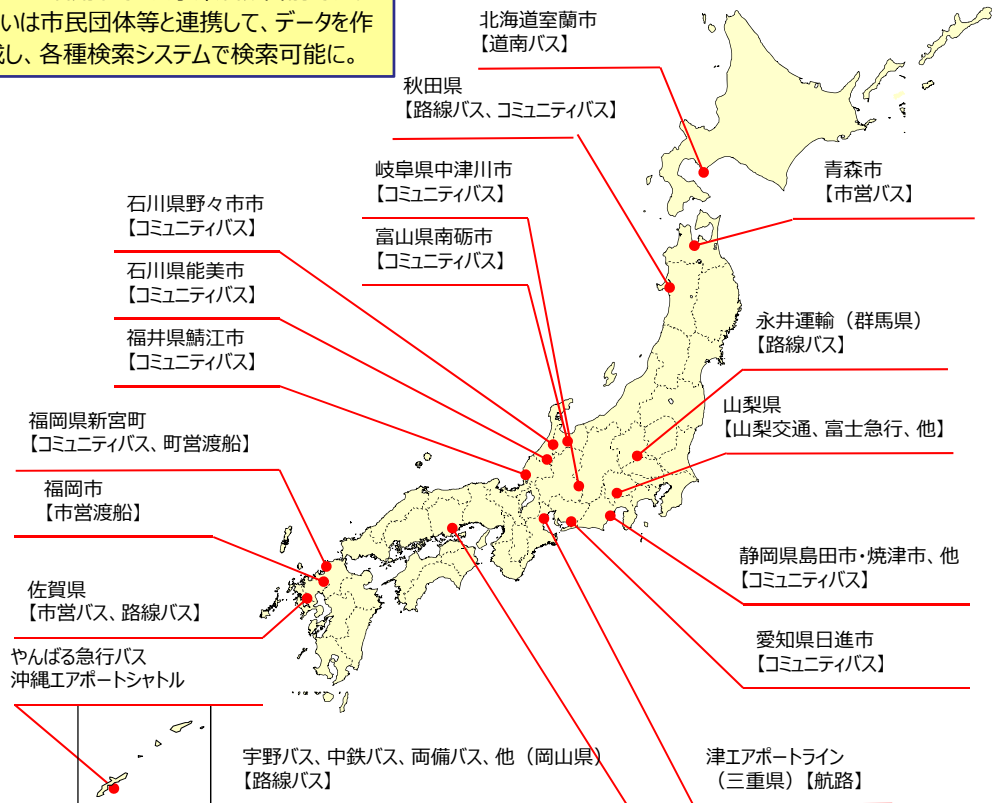 いは市民団体等と連携して、データを作
し、各種検索システムで検索可能に。
北海道室蘭市
【道南バス】
秋田県
【路線バス、コミュニティバス】
岐阜県中津川市
【コミュニティバス】
富山県南砺市
【コミュニティバス】
青森市
【市営バス】
石川県野々市市
【コミュニティバス】
石川県能美市
【コミュニティバス】
福井県鯖江市
【コミュニティバス】
永井運輸（群馬県）
【路線バス】
山梨県
【山梨交通、富士急行、他】
福岡県新宮町
【コミュニティバス、町営渡船】
福岡市
【市営渡船】
佐賀県
【市営バス、路線バス】
やんばる急行バス
沖縄エアポートシャトル
静岡県島田市・焼津市、他
【コミュニティバス】
愛知県日進市
【コミュニティバス】
宇野バス、中鉄バス、両備バス、他（岡山県）
【路線バス】
津エアポートライン
（三重県）【航路】